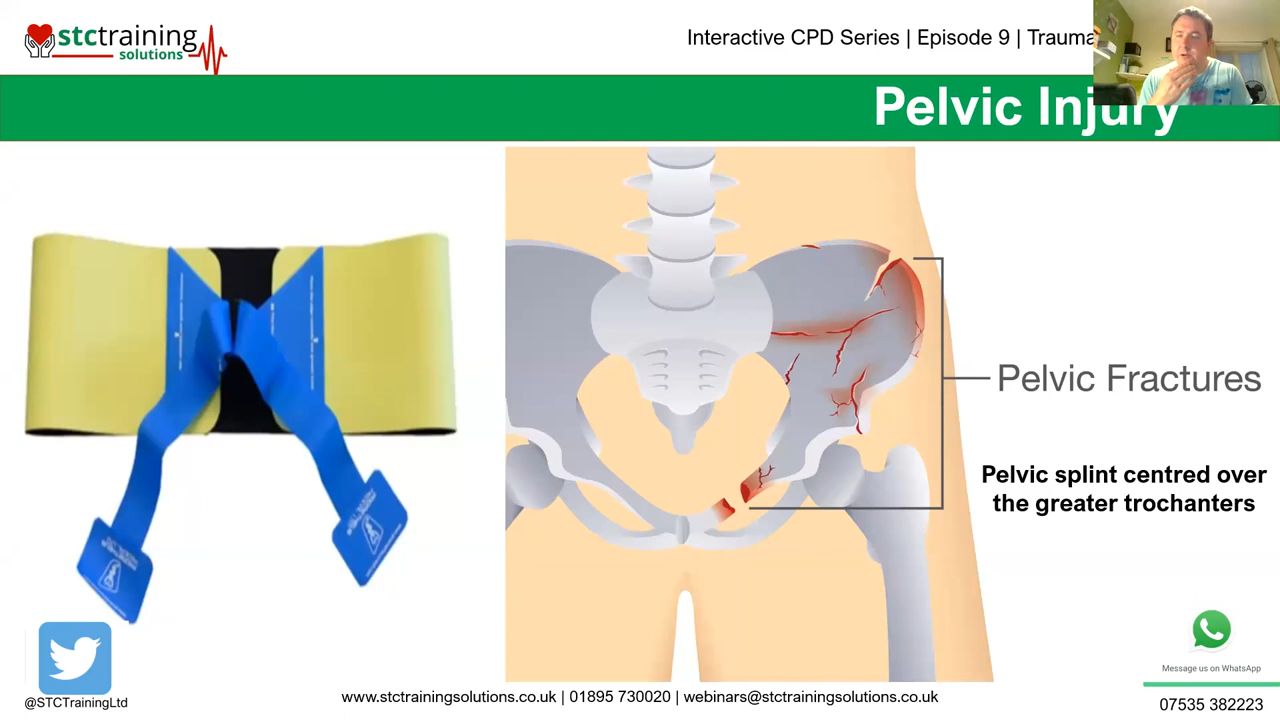 stctraining
solutions
Interactive CPD Series | Episode 9 | Trauma
Pelvic Injury
Pelvic Fractures
Pelvic splint centred over
the greater trochanters
@STCTrainingLtd
www.stctrainingsolutions.co.uk | 01895 730020 | webinars@stctrainingsolutions.co.uk
Message us on WhatsApp
07535 382223